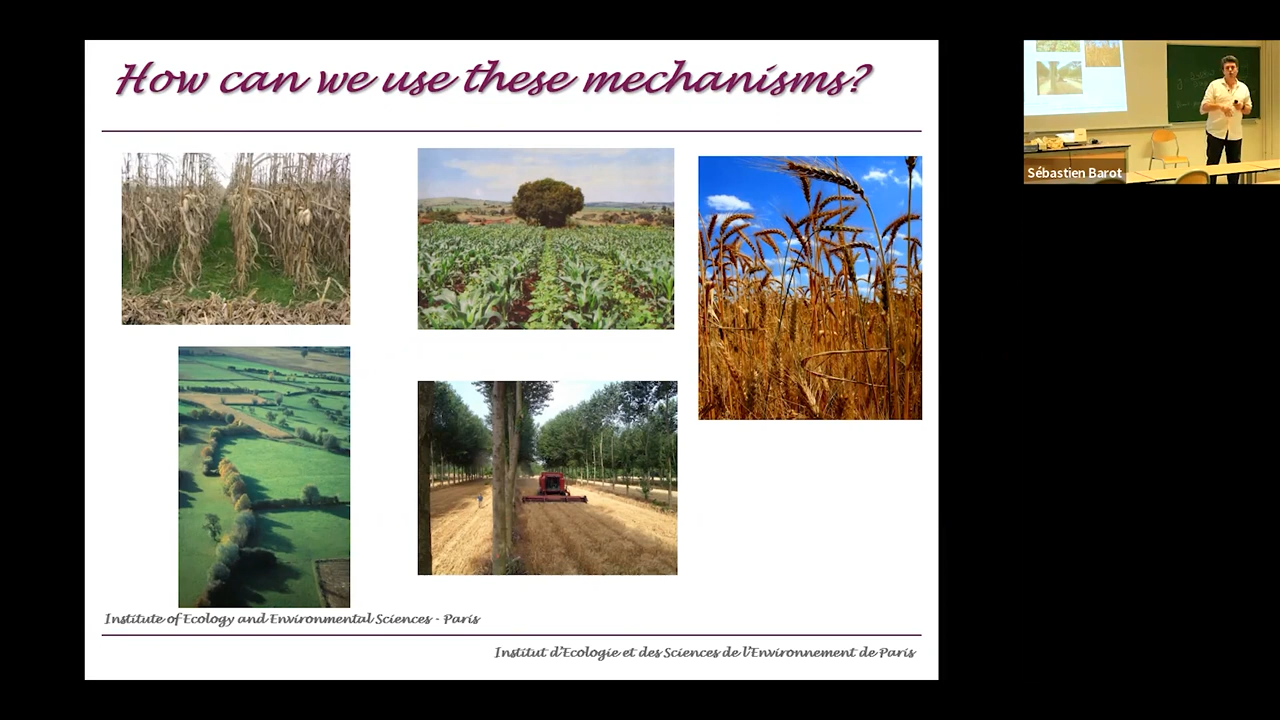 How can we use these mechanisms?
Sébastien Barot
Institute of Ecology and Environmental Sciences - Paris
Institut d'Ecologie et des Sciences de l'Environnement de Paris